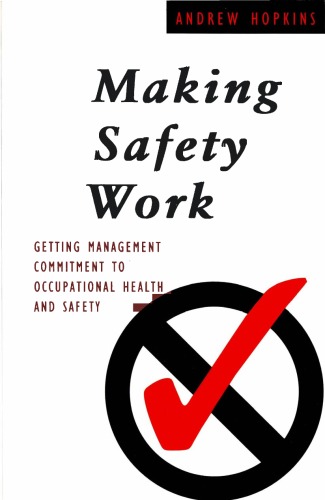 ANDREW HOPKINS
Making
Safety
Work
GETTING MANAGEMENT
COMMITMENT TO
OCCUPATIONAL HEALTH
AND SAFETY